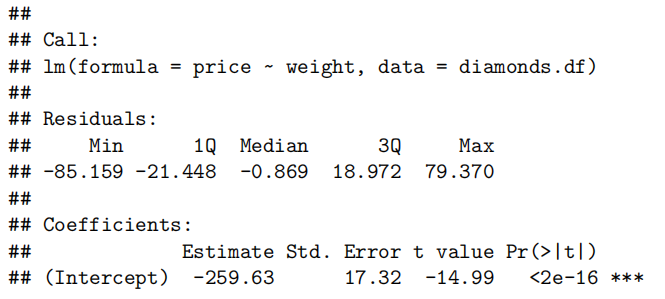 ##
## Call:
## lm(formula = price ~ weight, data = diamonds.df)
##
## Residuals:
##     Min      1Q  Median      3Q     Max
## -85.159 -21.448  -0.869  18.972  79.370
##
## Coefficients:
##             Estimate Std. Error t value Pr(>|t|)
## (Intercept)  -259.63      17.32  -14.99   <2e-16 ***